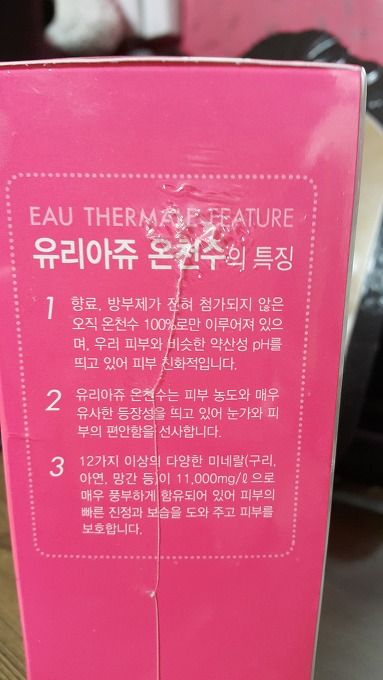 EAU THERMALE FEATURE
유리아쥬 온천수의 특징
1 향료, 방부제가 전혀 첨가되지 않은
오직 온천수 100%로만 이루어져 있으
며, 우리 피부와 비슷한 약산성 pH를
띄고 있어 피부 친화적입니다.
2 유리아쥬 온천수는 피부 농도와 매우
유사한 등장성을 띄고 있어 눈가와 피
부의 편안함을 선사합니다.
3 12가지 이상의 다양한 미네랄(구리,
아연, 망간 등)이 11,000mg/ℓ으로
매우 풍부하게 함유되어 있어 피부의
빠른 진정과 보습을 도와 주고 피부를
보호합니다.